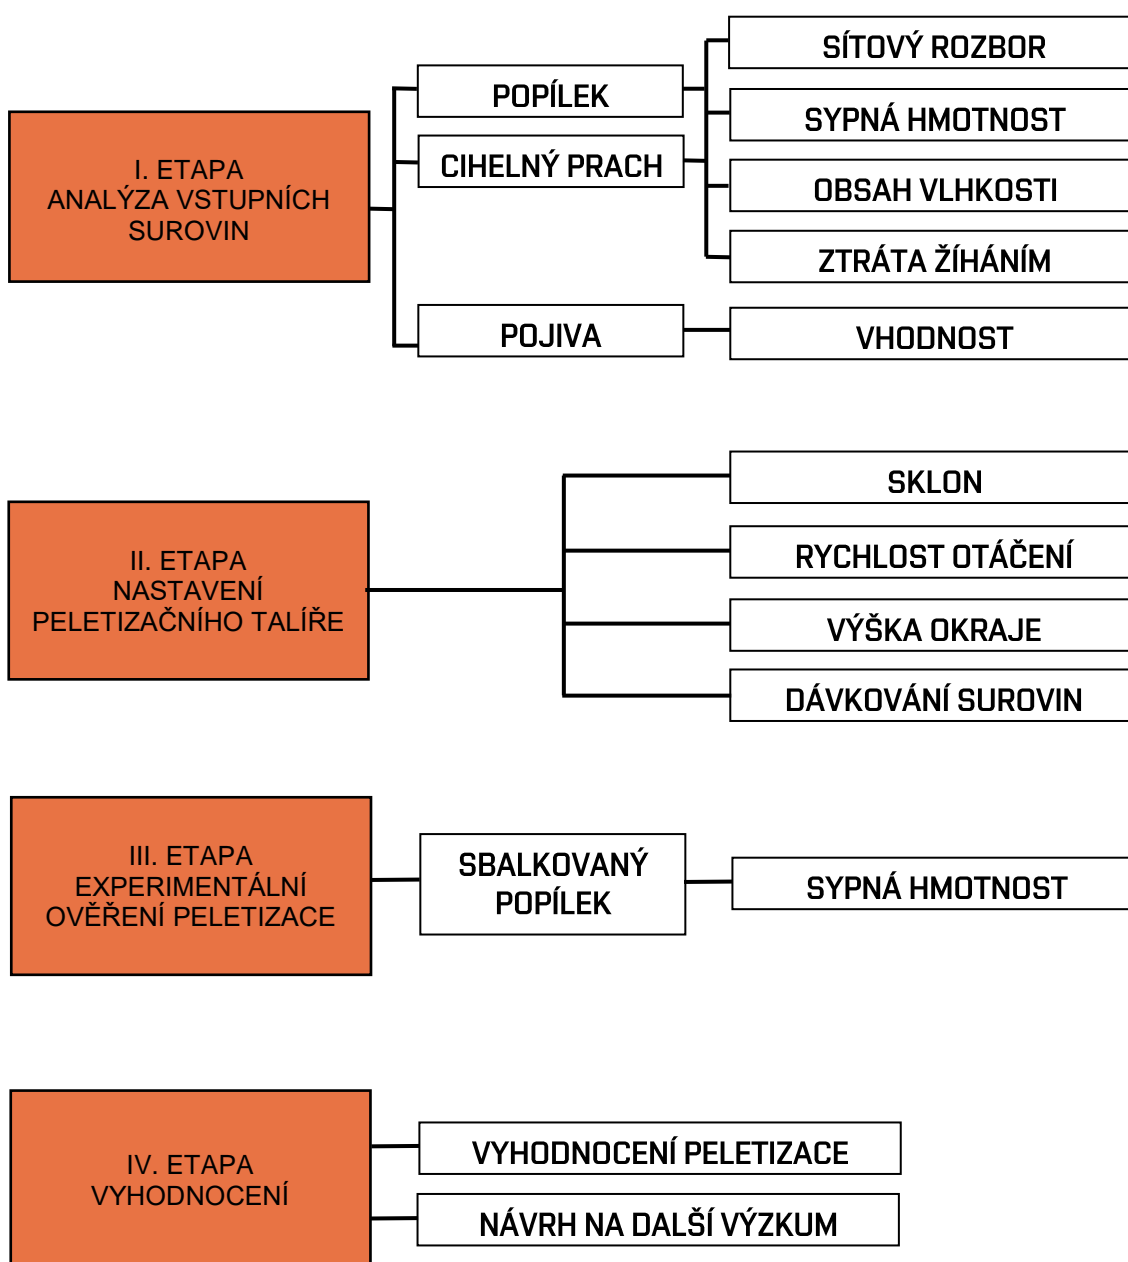 I. ETAPA
ANALÝZA VSTUPNÍCH
SUROVIN
POPÍLEK
CIHELNÝ PRACH
POJIVA
SÍTOVÝ ROZBOR
SYPNÁ HMOTNOST
OBSAH VLHKOSTI
ZTRÁTA ŽÍHÁNÍM
VHODNOST
II. ETAPA
NASTAVENÍ
PELETIZAČNÍHO TALÍŘE
SKLON
RYCHLOST OTÁČENÍ
VÝŠKA OKRAJE
DÁVKOVÁNÍ SUROVIN
III. ETAPA
EXPERIMENTÁLNÍ
OVĚŘENÍ PELETIZACE
SBALKOVANÝ
POPÍLEK
SYPNÁ HMOTNOST
IV. ETAPA
VYHODNOCENÍ
VYHODNOCENÍ PELETIZACE
NÁVRH NA DALŠÍ VÝZKUM